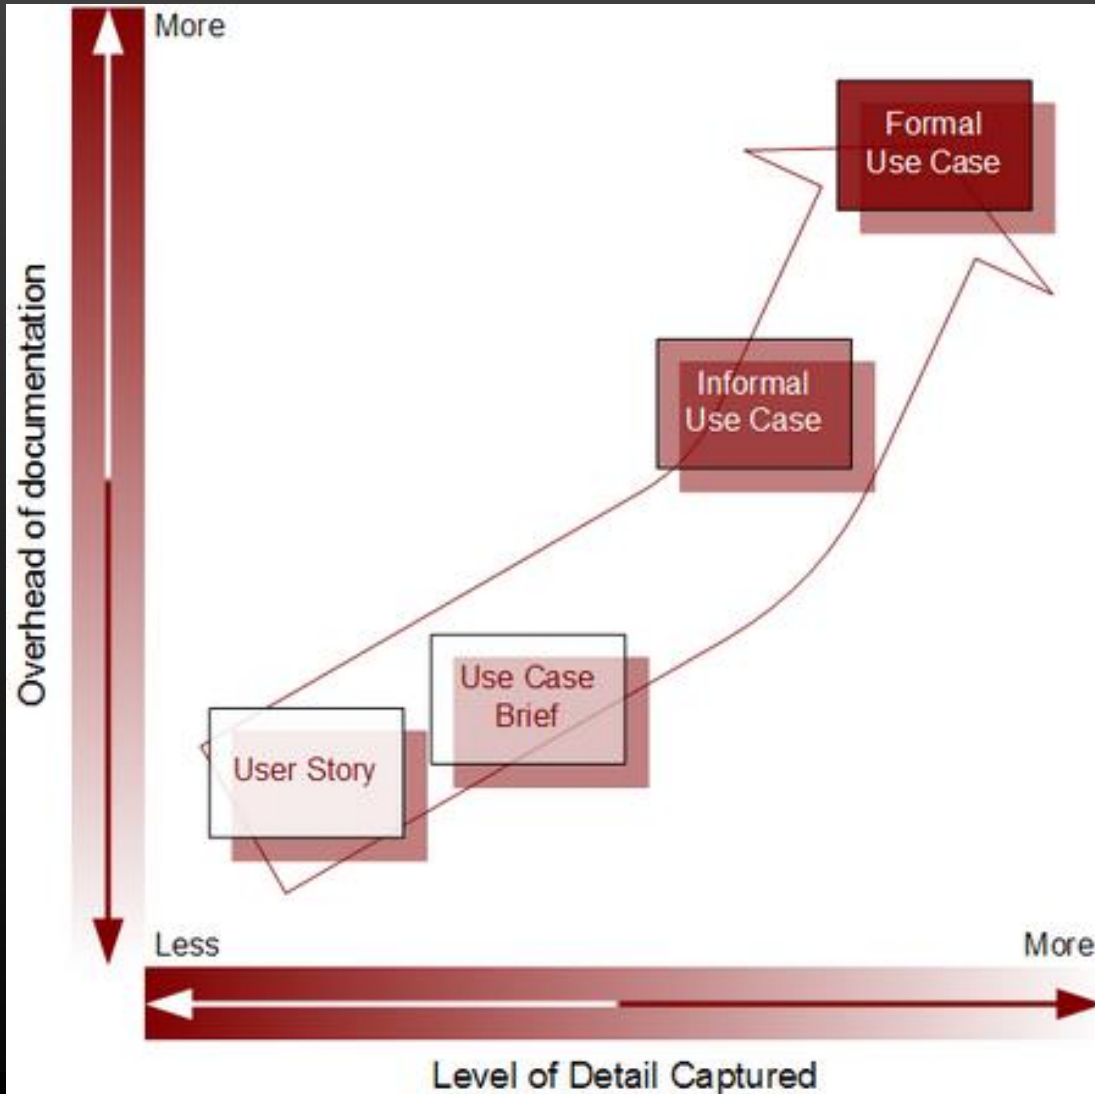 More
Formal
Use Case
Informal
Use Case
Overhead of documentation
Use Case
Brief
User Story
Less
More
Level of Detail Captured